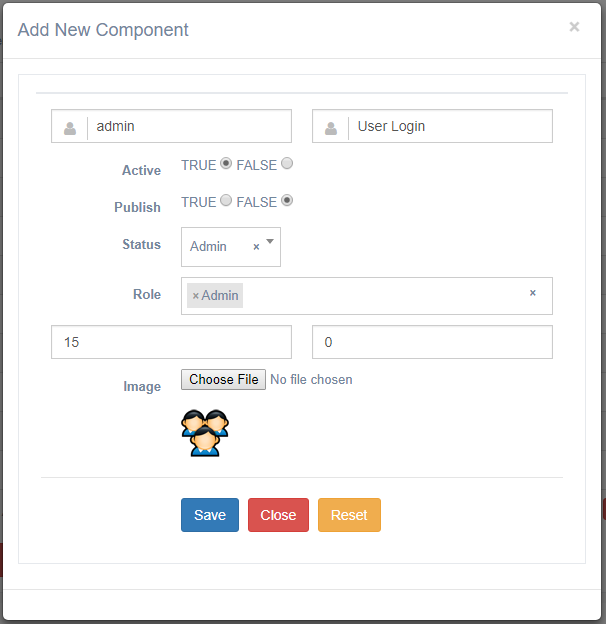 Add New Component ×
admin User Login
Active TRUE FALSE
Publish TRUE FALSE
Status Admin ×
Role × Admin ×
15 0
Image Choose File No file chosen
Save Close Reset